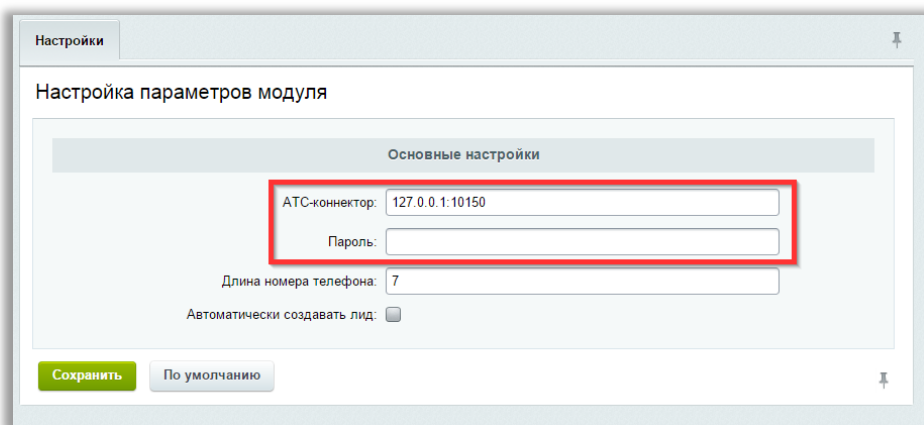 Настройки
Настройка параметров модуля
Основные настройки
АТС-коннектор: 127.0.0.1:10150
Пароль:
Длина номера телефона: 7
Автоматически создавать лид:
Сохранить По умолчанию